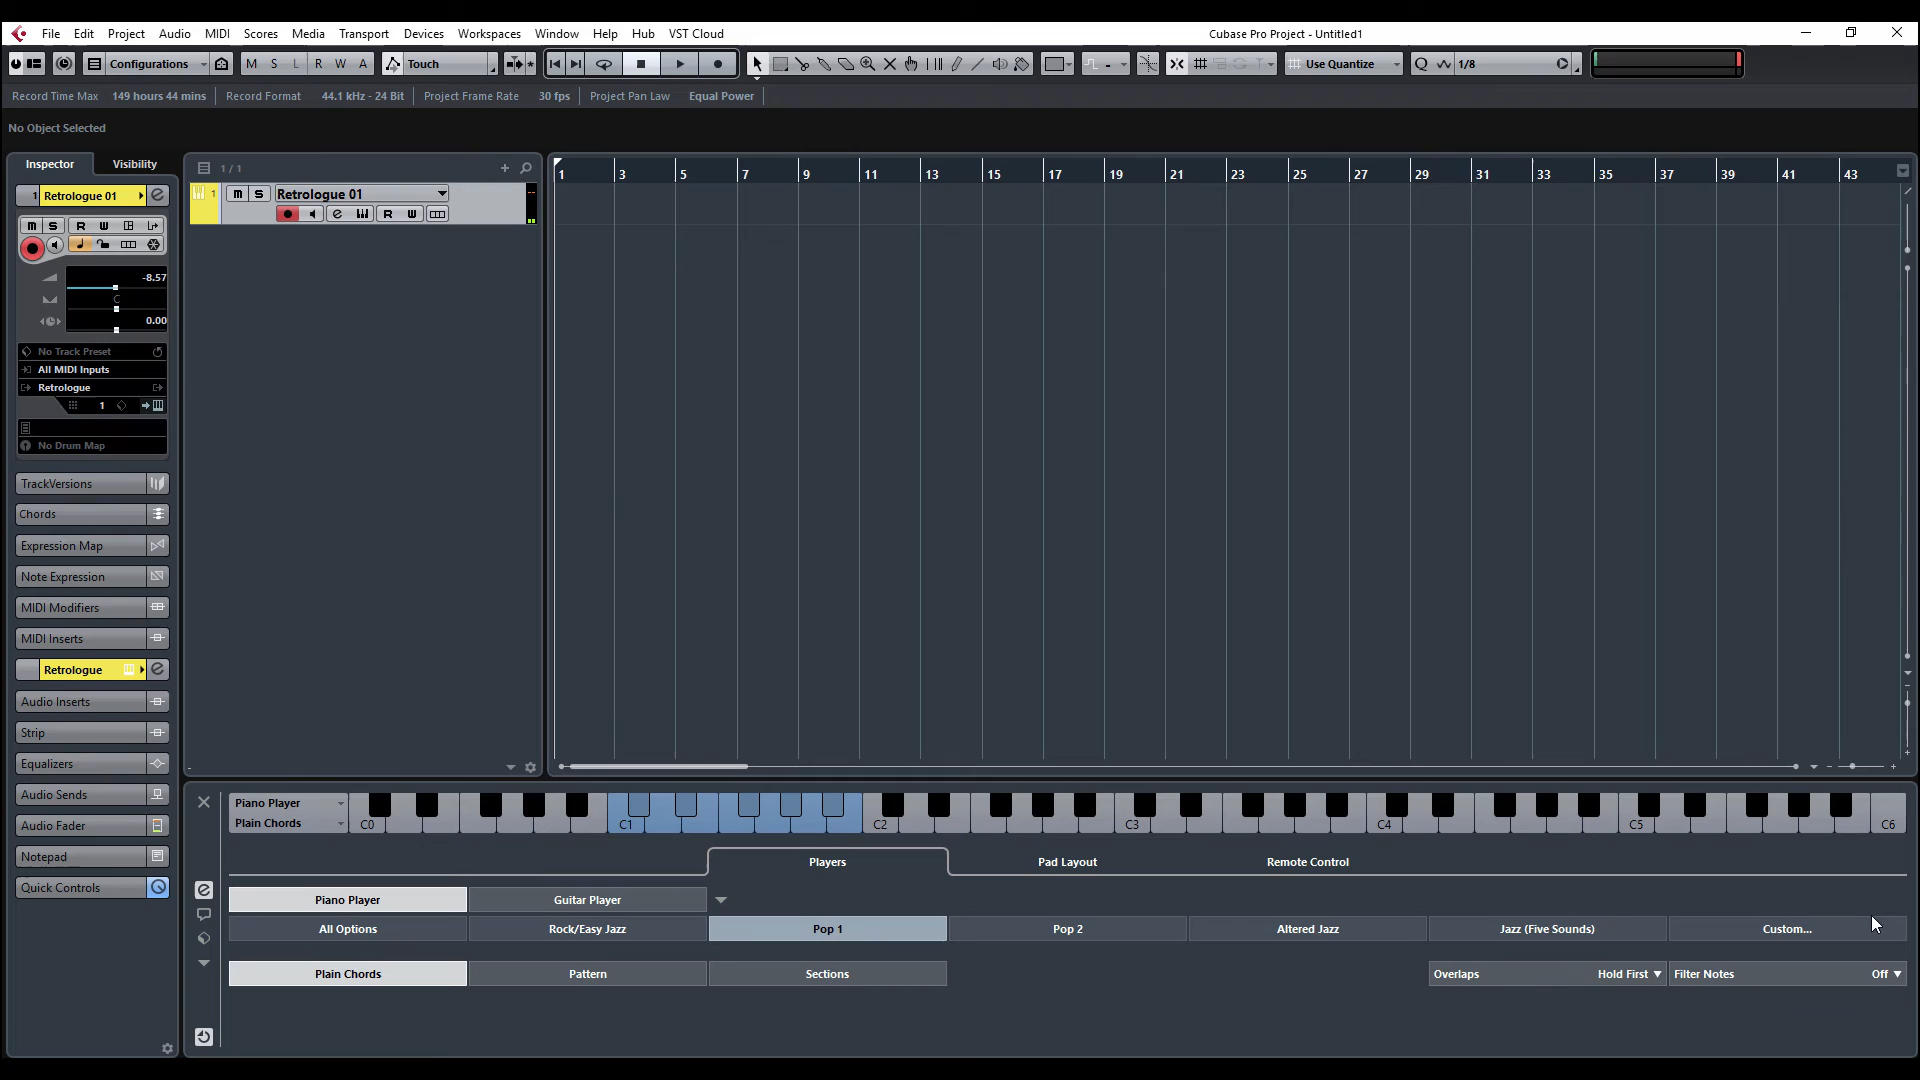 File Edit Project Audio MIDI Scores Media Transport Devices Workspaces Window Help Hub VST Cloud
Cubase Pro Project - Untitled1
Configurations M S L R W A Touch
Use Quantize Q 1/8
Record Time Max 149 hours 44 mins Record Format 44.1 kHz - 24 Bit Project Frame Rate 30 fps Project Pan Law Equal Power
No Object Selected
Inspector Visibility
1 / 1
1 3 5 7 9 11 13 15 17 19 21 23 25 27 29 31 33 35 37 39 41 43
1 Retrologue 01
1 m S Retrologue 01
R W
m S R W
-8.57
C
0.00
No Track Preset
All MIDI Inputs
Retrologue
1
No Drum Map
TrackVersions
Chords
Expression Map
Note Expression
MIDI Modifiers
MIDI Inserts
Retrologue
Audio Inserts
Strip
Equalizers
Audio Sends
Audio Fader
Notepad
Quick Controls
Piano Player
Plain Chords
C0 C1 C2 C3 C4 C5 C6
Players Pad Layout Remote Control
Piano Player Guitar Player
All Options Rock/Easy Jazz Pop 1 Pop 2 Altered Jazz Jazz (Five Sounds) Custom...
Plain Chords Pattern Sections Overlaps Hold First Filter Notes Off